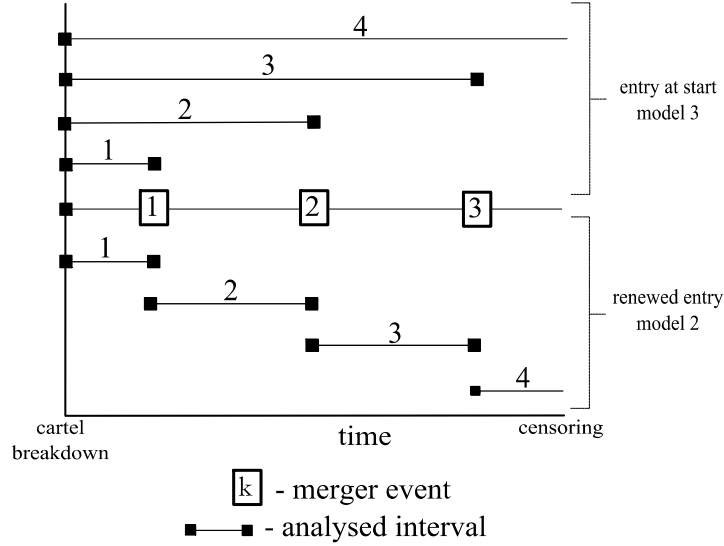 4
3
entry at start
model 3
2
1
1 2 3
1
2
renewed entry
model 2
3
4
cartel
breakdown
time
censoring
k - merger event
- analysed interval